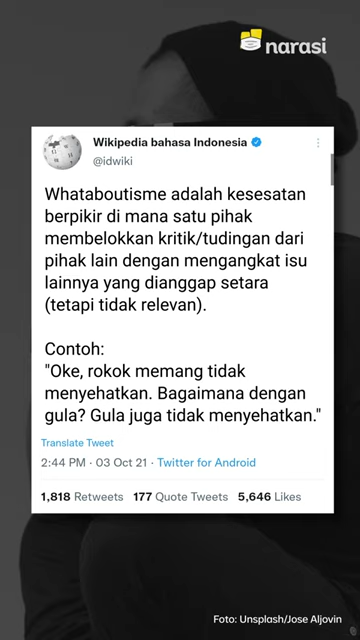 narasi
Wikipedia bahasa Indonesia
@idwiki
Whataboutisme adalah kesesatan
berpikir di mana satu pihak
membelokkan kritik/tudingan dari
pihak lain dengan mengangkat isu
lainnya yang dianggap setara
(tetapi tidak relevan).
Contoh:
"Oke, rokok memang tidak
menyehatkan. Bagaimana dengan
gula? Gula juga tidak menyehatkan."
Translate Tweet
2:44 PM · 03 Oct 21 · Twitter for Android
1,818 Retweets 177 Quote Tweets 5,646 Likes
Foto: Unsplash/Jose Aljovin